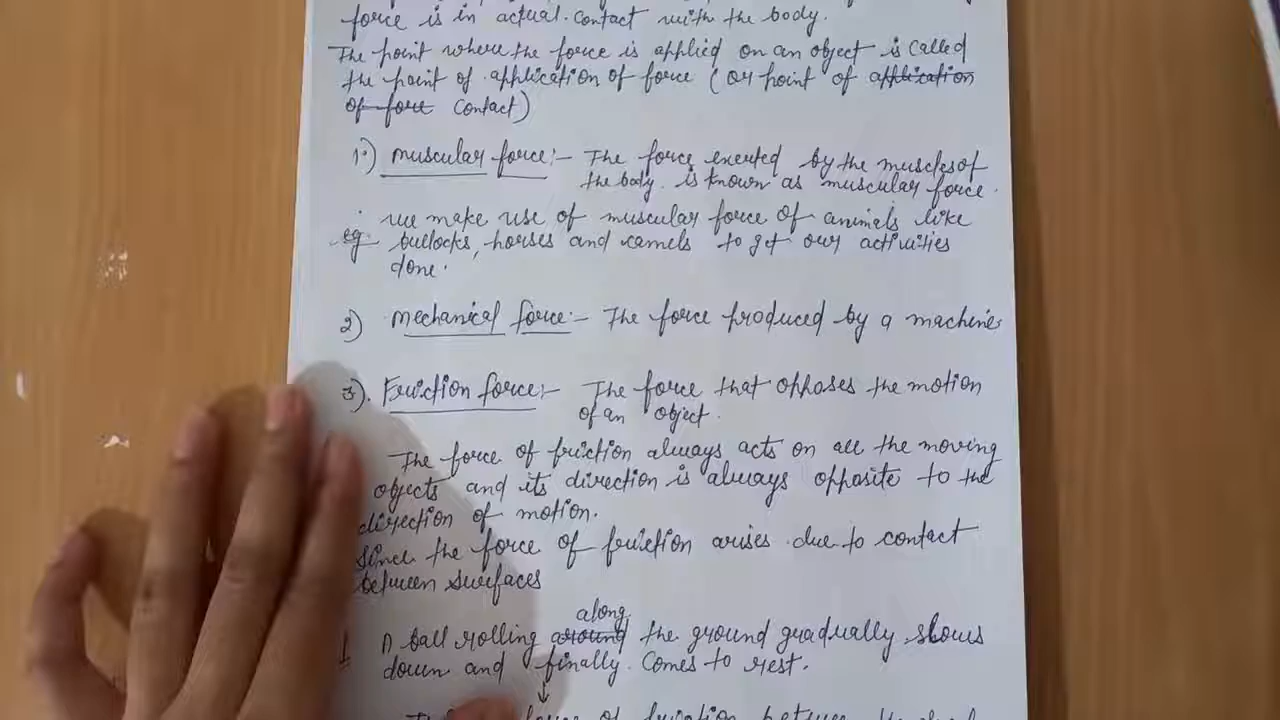 force is in actual contact with the body.
The point where the force is applied on an object is called
the point of application of force (or point of application
of forc contact)
1.) Muscular force:- The force exerted by the muscles of
the body is known as muscular force.
eg we make use of muscular force of animals like
bullocks, horses and camels to get our activities
done.
2) Mechanical force:- The force produced by a machine.
3). Friction force:- The force that opposes the motion
of an object.
The force of friction always acts on all the moving
objects and its direction is always opposite to the
direction of motion.
Since the force of friction arises due to contact
between surfaces
along
A ball rolling around the ground gradually slows
down and finally comes to rest.
force of friction between